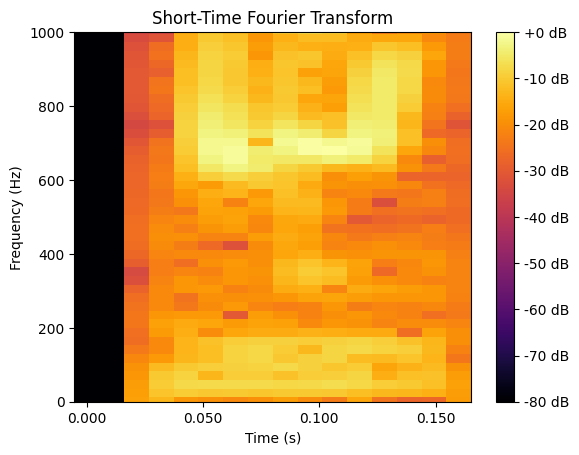 Short-Time Fourier Transform
1000
800
600
400
200
0
Frequency (Hz)
0.000
0.050
0.100
0.150
Time (s)
+0 dB
-10 dB
-20 dB
-30 dB
-40 dB
-50 dB
-60 dB
-70 dB
-80 dB